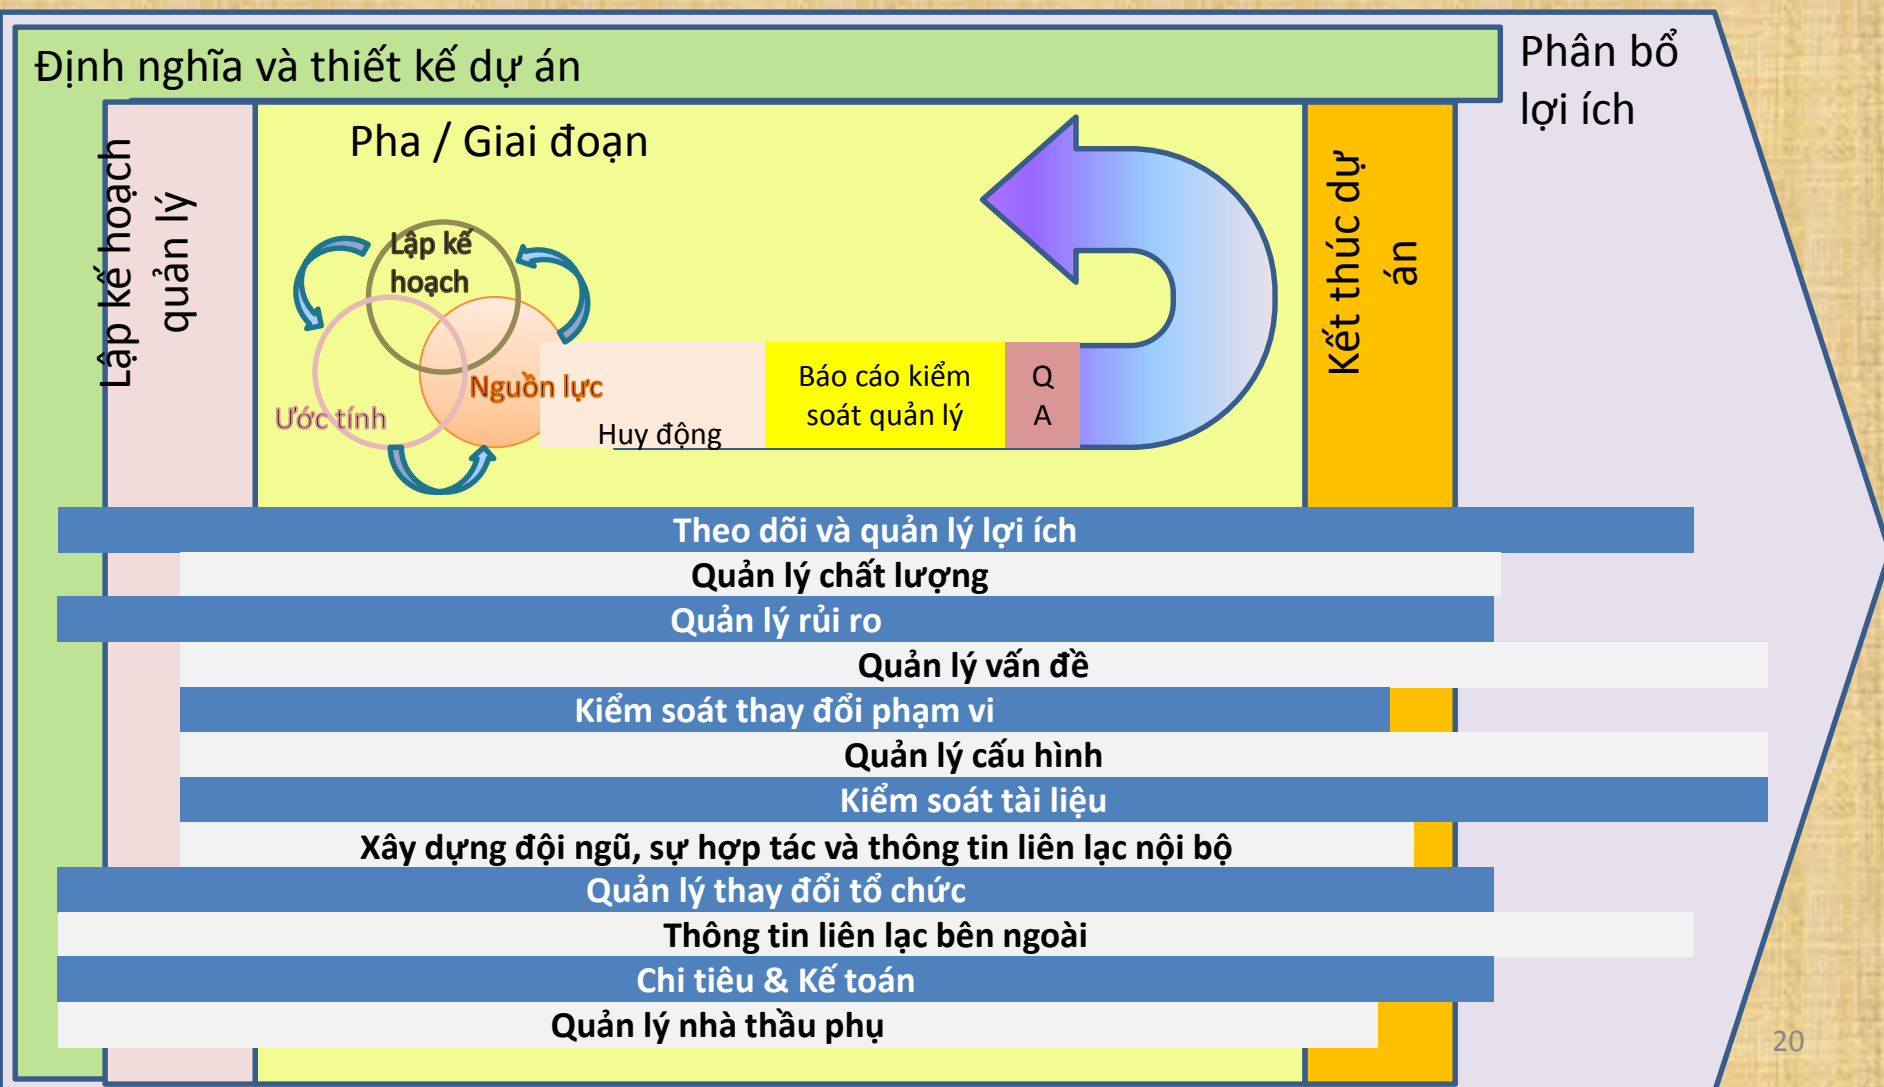 Định nghĩa và thiết kế dự án
Phân bổ
lợi ích
Lập kế hoạch
quản lý
Pha / Giai đoạn
Lập kế
hoạch
Nguồn lực
Ước tính
Huy động
Báo cáo kiểm
soát quản lý
Q
A
Kết thúc dự
án
Theo dõi và quản lý lợi ích
Quản lý chất lượng
Quản lý rủi ro
Quản lý vấn đề
Kiểm soát thay đổi phạm vi
Quản lý cấu hình
Kiểm soát tài liệu
Xây dựng đội ngũ, sự hợp tác và thông tin liên lạc nội bộ
Quản lý thay đổi tổ chức
Thông tin liên lạc bên ngoài
Chi tiêu & Kế toán
Quản lý nhà thầu phụ
20